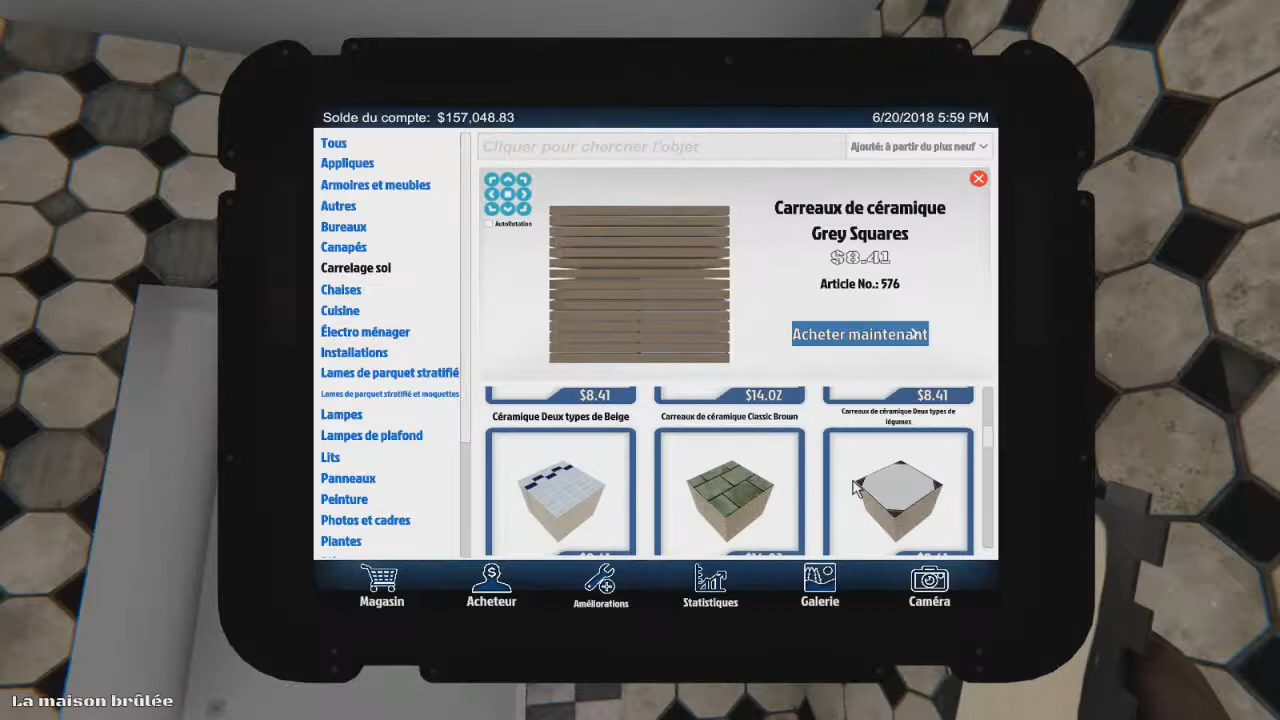 Solde du compte: $157,048.83
6/20/2018 5:59 PM
Tous
Appliques
Armoires et meubles
Autres
Bureaux
Canapés
Carrelage sol
Chaises
Cuisine
Électro ménager
Installations
Lames de parquet stratifié
Lames de parquet stratifié et moquettes
Lampes
Lampes de plafond
Lits
Panneaux
Peinture
Photos et cadres
Plantes
Cliquer pour chercher l'objet
Ajouté: à partir du plus neuf
AutoRotation
Carreaux de céramique
Grey Squares
$8.41
Article No.: 576
Acheter maintenant
$8.41
$14.02
$8.41
Céramique Deux types de Beige
Carreaux de céramique Classic Brown
Carreaux de céramique Deux types de
légumes
Magasin
Acheteur
Améliorations
Statistiques
Galerie
Caméra
La maison brûlée